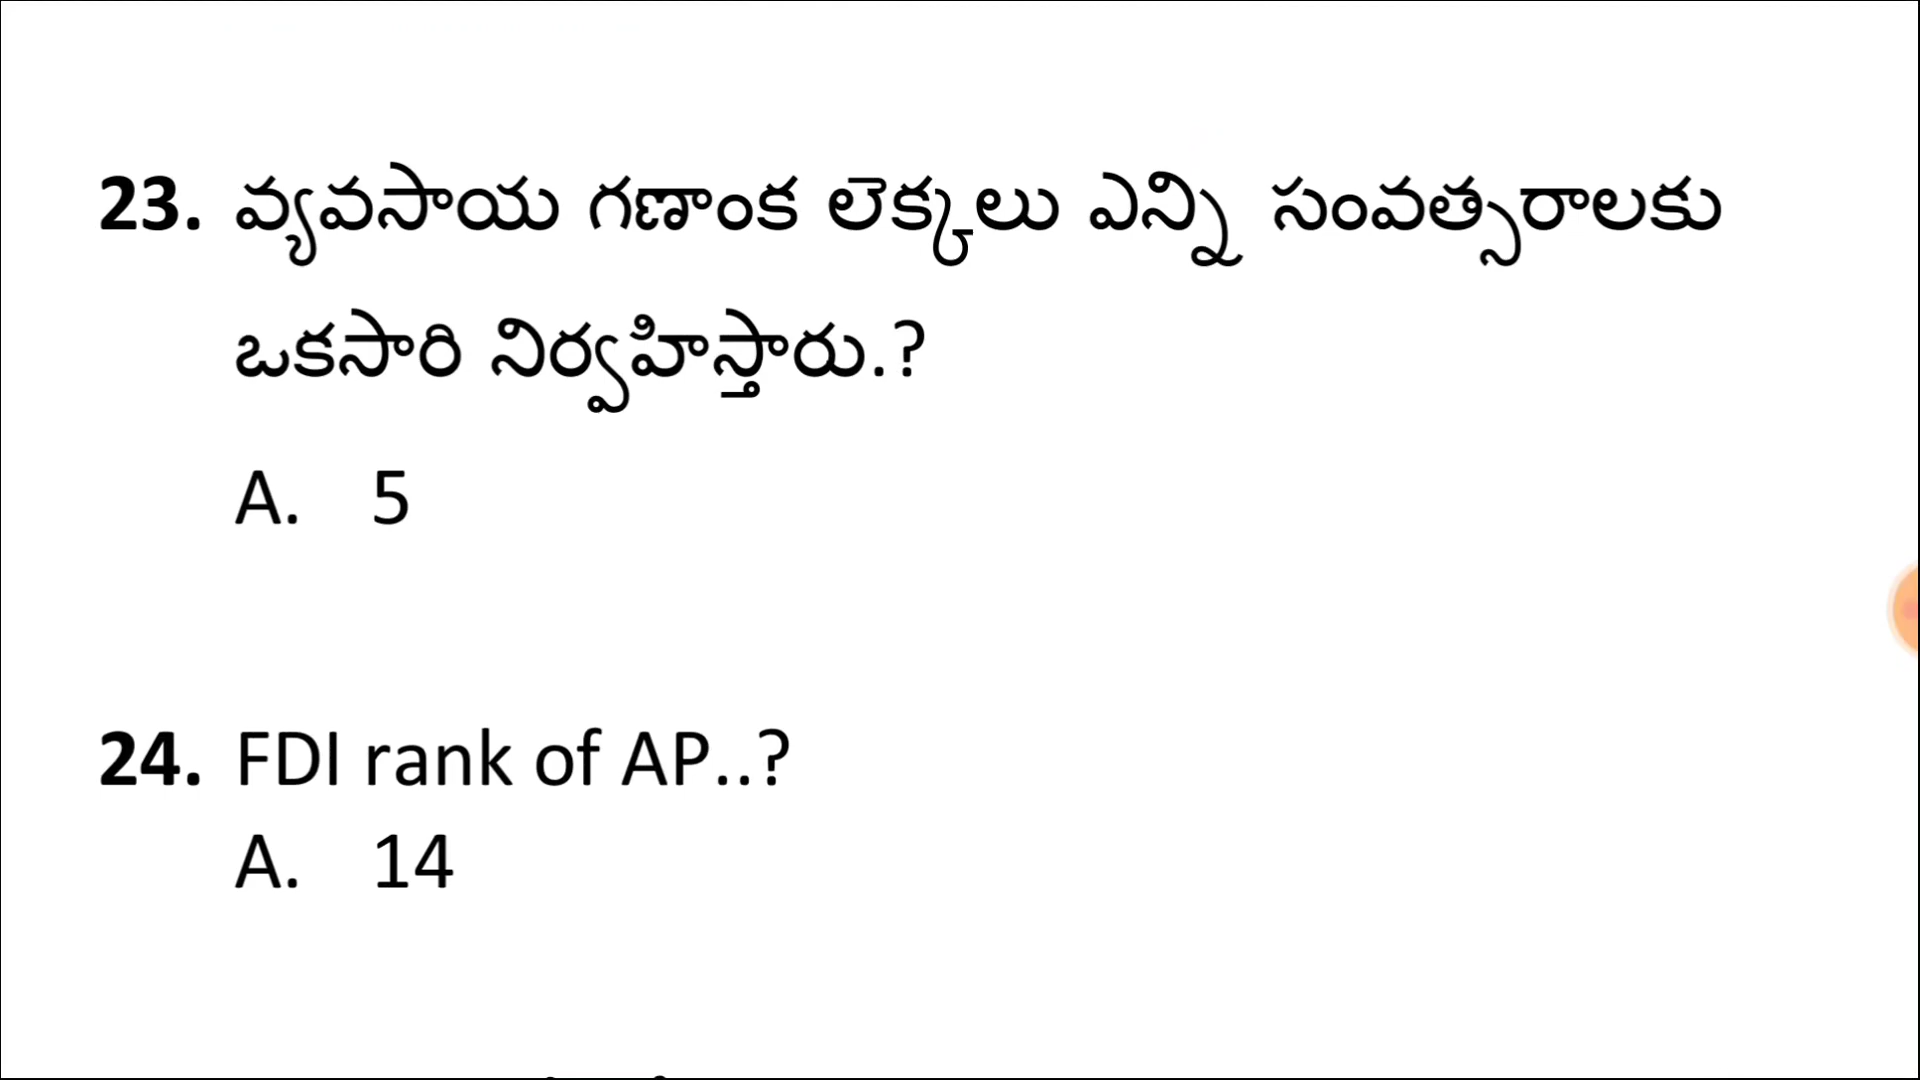 23. వ్యవసాయ గణాంక లెక్కలు ఎన్ని సంవత్సరాలకు
ఒకసారి నిర్వహిస్తారు.?
A. 5
24. FDI rank of AP..?
A. 14